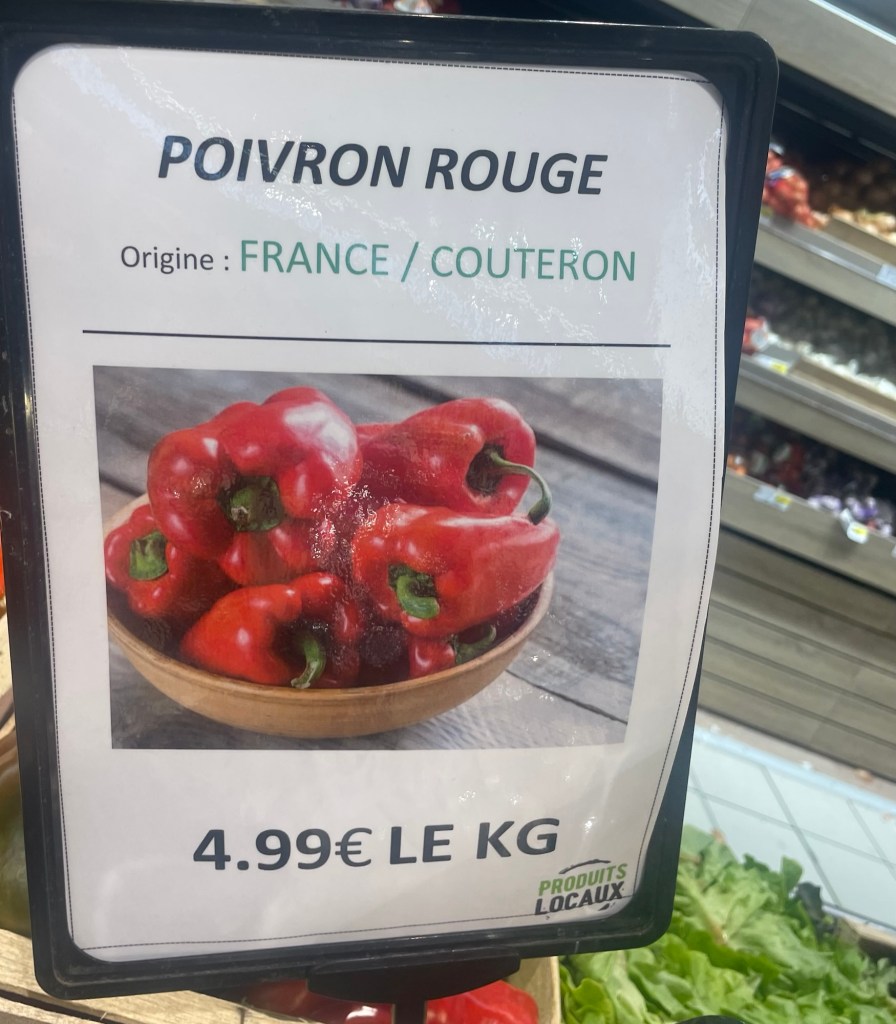 POIVRON ROUGE
Origine : FRANCE / COUTERON
4.99€ LE KG
PRODUITS
LOCAUX